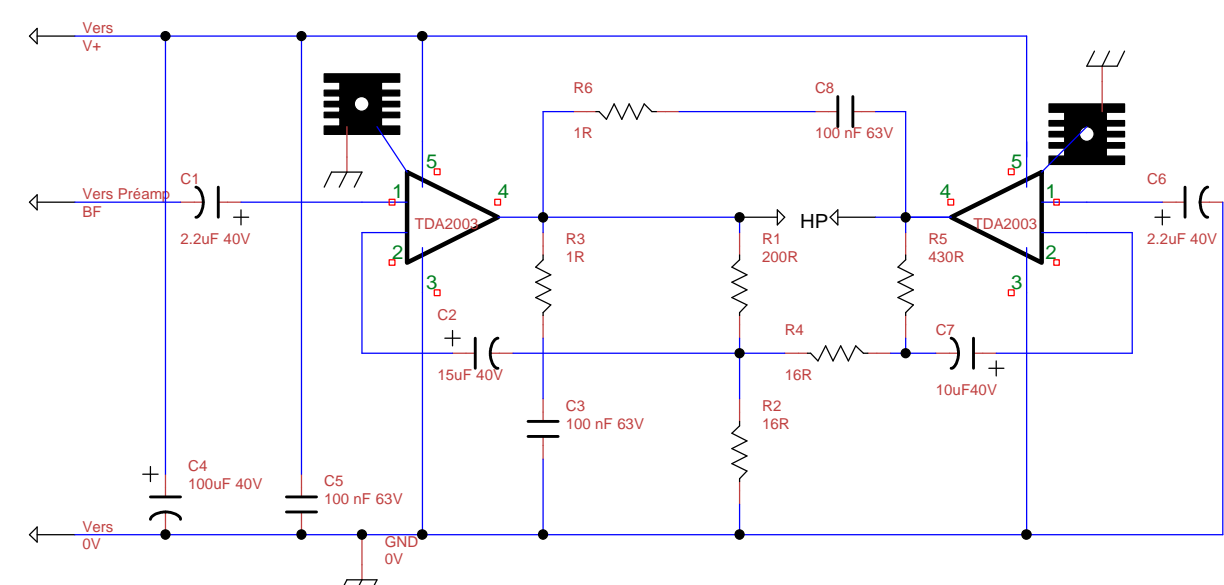 Vers
V+
R6
1R
C8
100 nF 63V
5
5
C1
Vers Préamp
BF
1
4
4
1
C6
+
2.2uF 40V
TDA2003
HP
TDA2003
+
2.2uF 40V
2
3
R3
1R
R1
200R
R5
430R
2
3
C2
+
15uF 40V
R4
16R
C7
+
10uF40V
C3
100 nF 63V
R2
16R
+
C4
100uF 40V
C5
100 nF 63V
Vers
0V
GND
0V